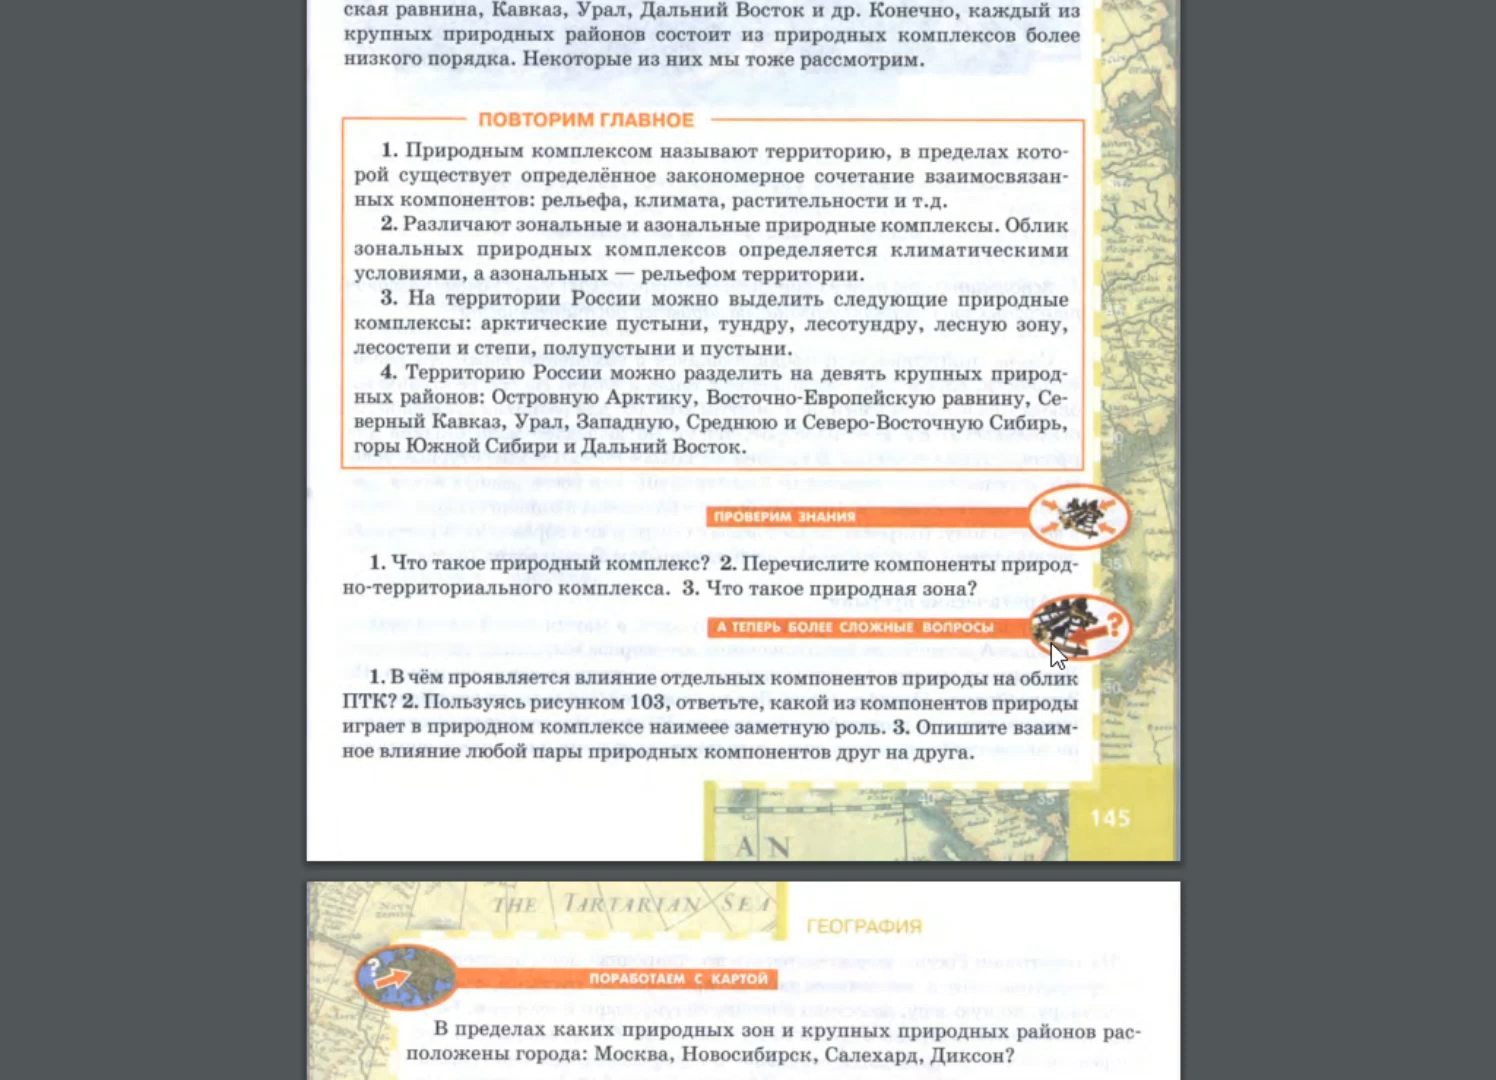 ская равнина, Кавказ, Урал, Дальний Восток и др. Конечно, каждый из
крупных природных районов состоит из природных комплексов более
низкого порядка. Некоторые из них мы тоже рассмотрим.
ПОВТОРИМ ГЛАВНОЕ
1. Природным комплексом называют территорию, в пределах кото-
рой существует определённое закономерное сочетание взаимосвязан-
ных компонентов: рельефа, климата, растительности и т.д.
2. Различают зональные и азональные природные комплексы. Облик
зональных природных комплексов определяется климатическими
условиями, а азональных — рельефом территории.
3. На территории России можно выделить следующие природные
комплексы: арктические пустыни, тундру, лесотундру, лесную зону,
лесостепи и степи, полупустыни и пустыни.
4. Территорию России можно разделить на девять крупных природ-
ных районов: Островную Арктику, Восточно-Европейскую равнину, Се-
верный Кавказ, Урал, Западную, Среднюю и Северо-Восточную Сибирь,
горы Южной Сибири и Дальний Восток.
ПРОВЕРИМ ЗНАНИЯ
1. Что такое природный комплекс? 2. Перечислите компоненты природ-
но-территориального комплекса. 3. Что такое природная зона?
А ТЕПЕРЬ БОЛЕЕ СЛОЖНЫЕ ВОПРОСЫ
?
1. В чём проявляется влияние отдельных компонентов природы на облик
ПТК? 2. Пользуясь рисунком 103, ответьте, какой из компонентов природы
играет в природном комплексе наимеее заметную роль. 3. Опишите взаим-
ное влияние любой пары природных компонентов друг на друга.
40 35
145
A N
THE TARTARIAN SEA
ГЕОГРАФИЯ
?
ПОРАБОТАЕМ С КАРТОЙ
В пределах каких природных зон и крупных природных районов рас-
положены города: Москва, Новосибирск, Салехард, Диксон?